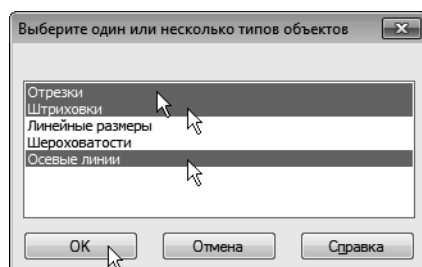 Выберите один или несколько типов объектов
Отрезки
Штриховки
Линейные размеры
Шероховатости
Осевые линии
OK
Отмена
Справка